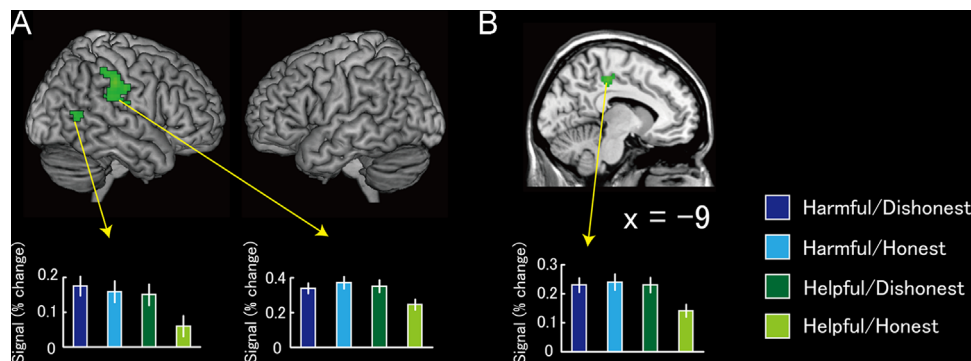 A
B
x = −9
Harmful/Dishonest
Harmful/Honest
Helpful/Dishonest
Helpful/Honest
Signal (% change)
0.2
0.1
0
Signal (% change)
0.4
0.2
0
Signal (% change)
0.3
0.2
0.1
0